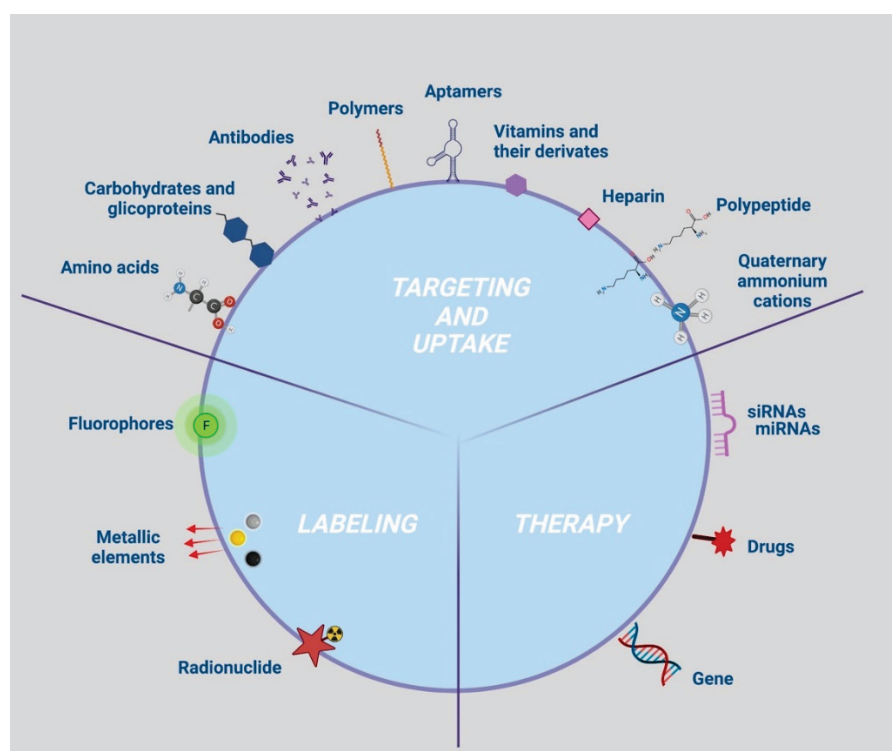 Aptamers
Polymers
Antibodies
Vitamins and
their derivates
Carbohydrates and
glicoproteins
Heparin
Polypeptide
Amino acids
Quaternary
ammonium
cations
TARGETING
AND
UPTAKE
Fluorophores
F
siRNAs
miRNAs
LABELING
THERAPY
Metallic
elements
Drugs
Radionuclide
Gene
H
H
N
C
C
O
O
H
H
H
N
H
H
H